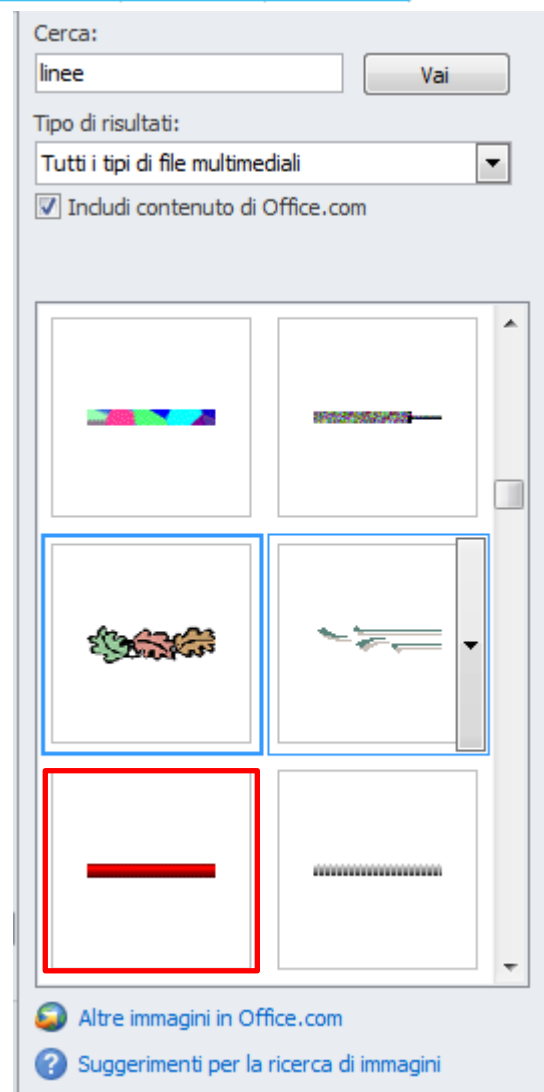 Cerca:
linee
Vai
Tipo di risultati:
Tutti i tipi di file multimediali
Includi contenuto di Office.com
Altre immagini in Office.com
Suggerimenti per la ricerca di immagini